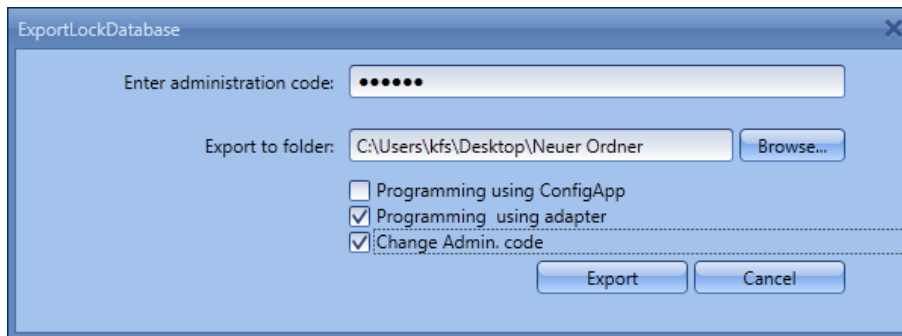 ExportLockDatabase
Enter administration code: ••••••
Export to folder: C:\Users\kfs\Desktop\Neuer Ordner Browse...
Programming using ConfigApp
Programming using adapter
Change Admin. code
Export Cancel